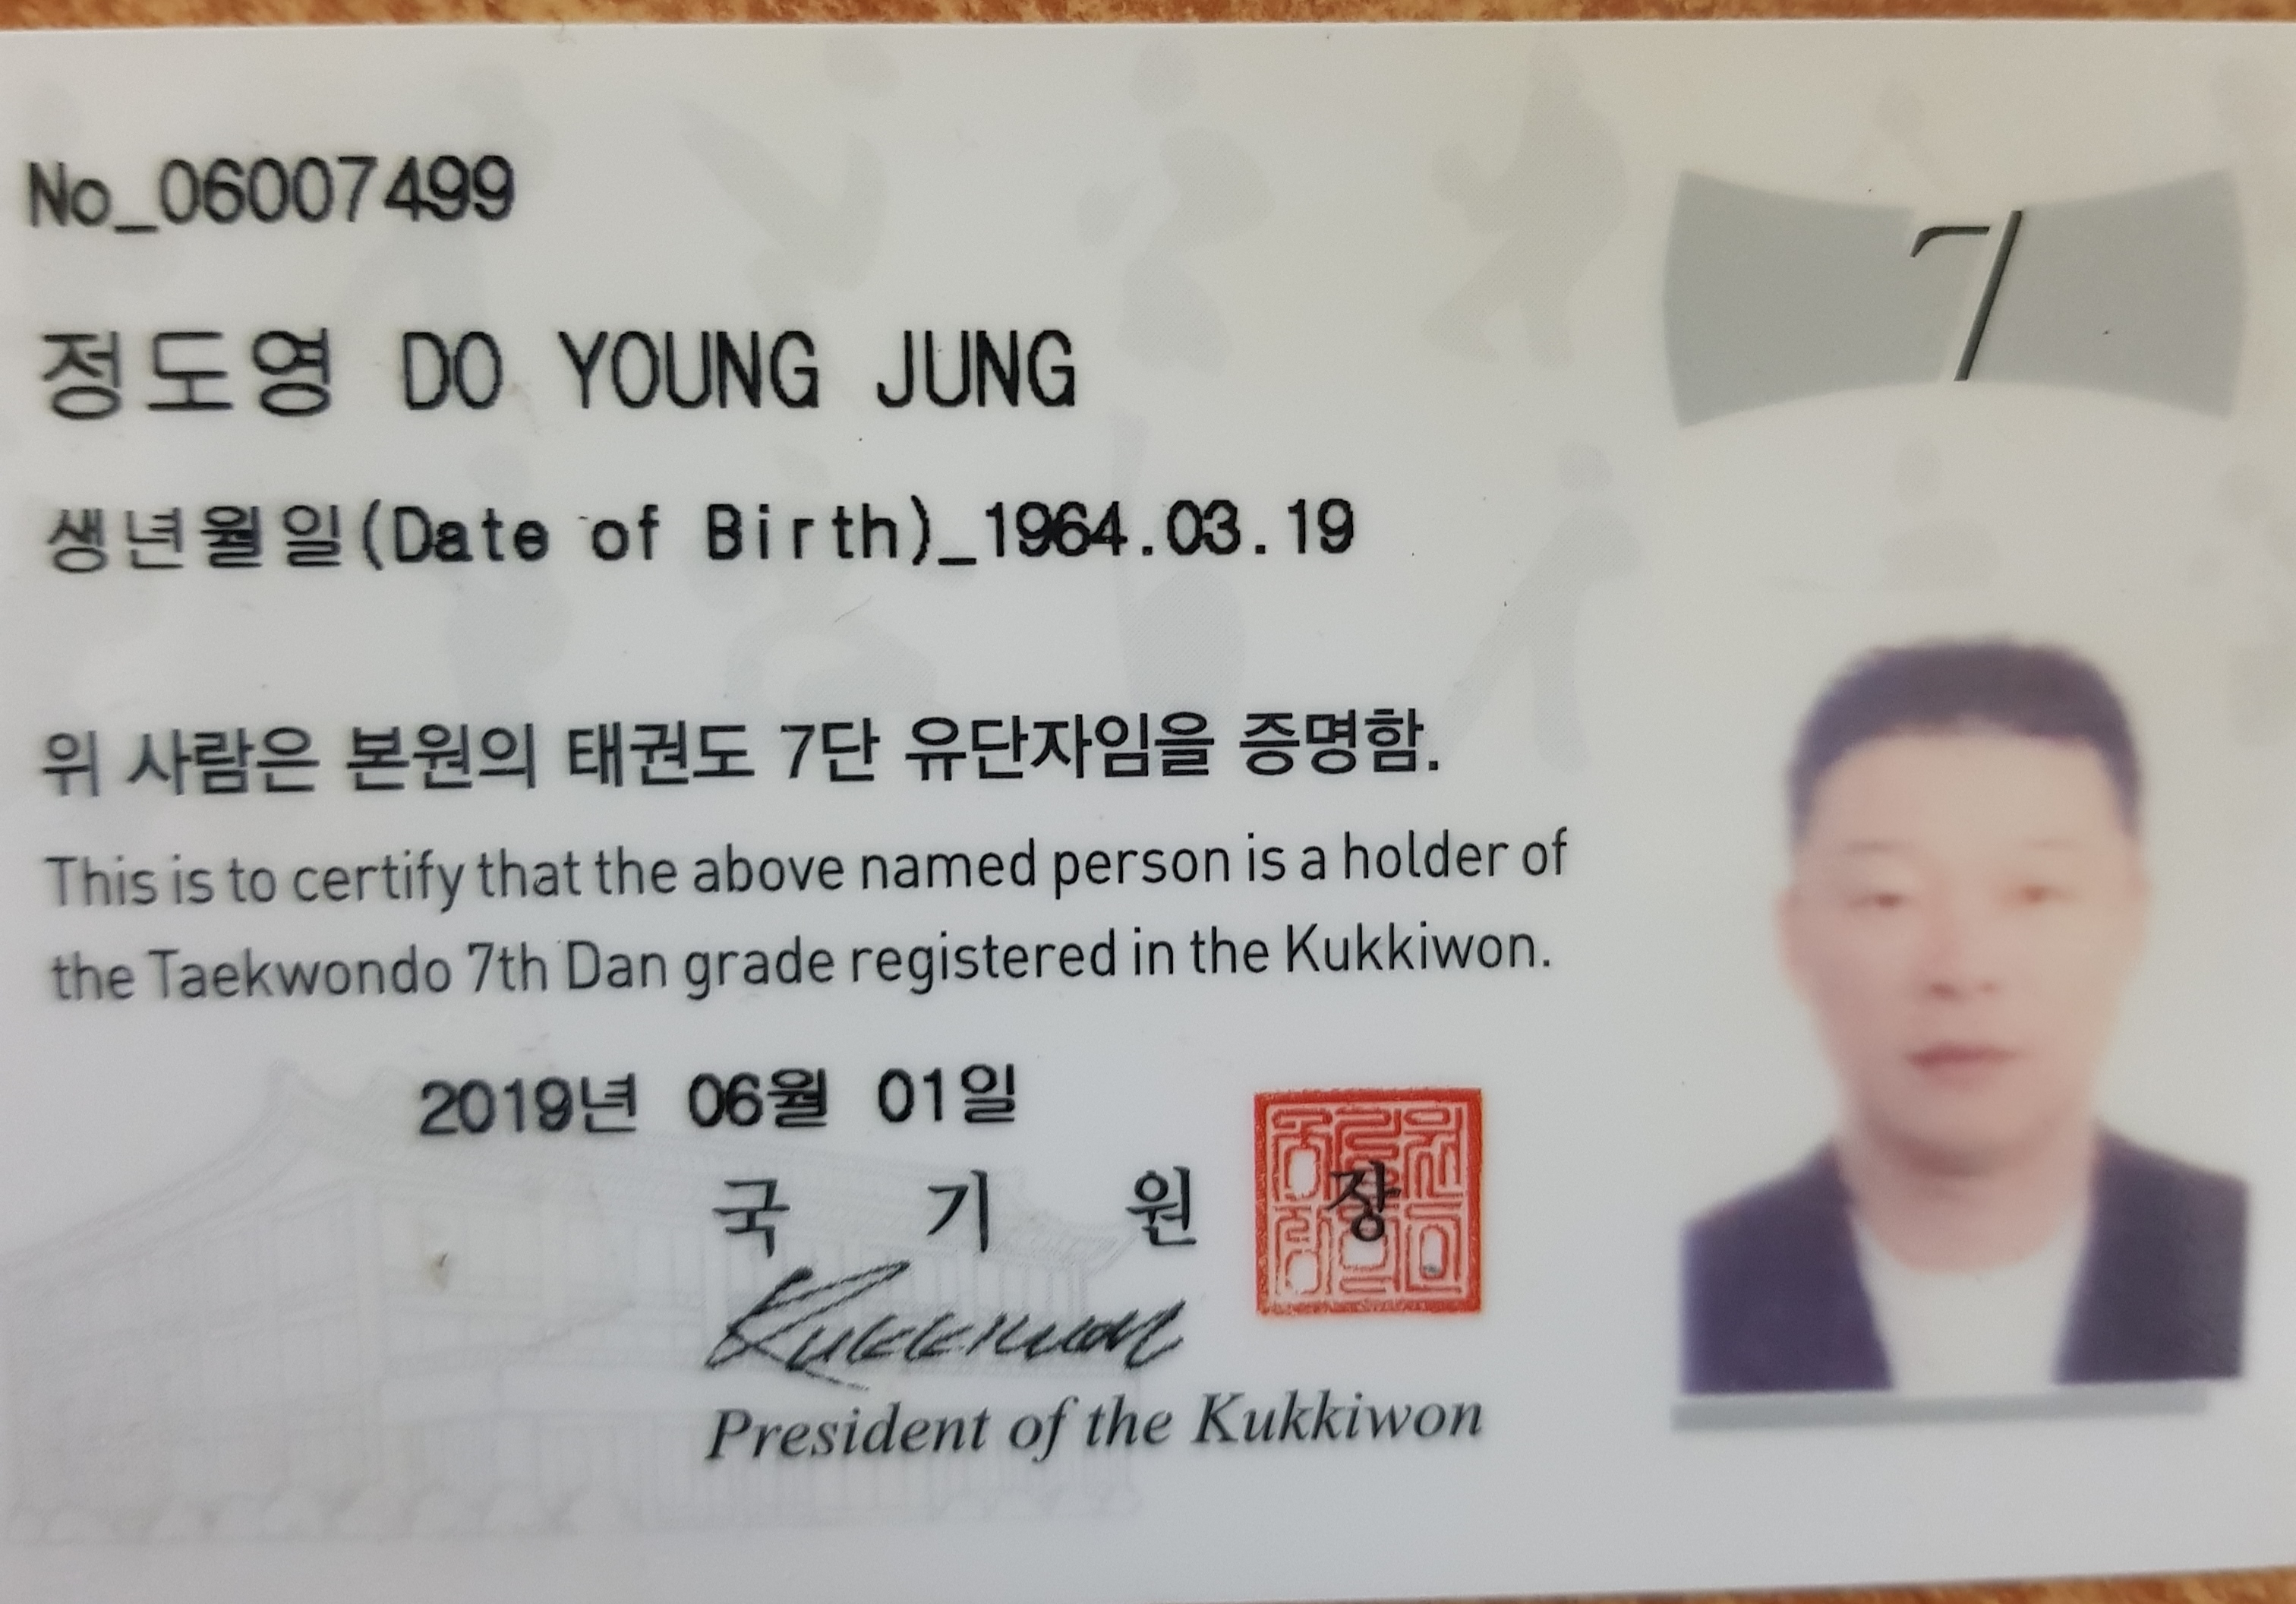 No_06007499
7
정도영 DO YOUNG JUNG
생년월일(Date of Birth)_1964.03.19
위 사람은 본원의 태권도 7단 유단자임을 증명함.
This is to certify that the above named person is a holder of
the Taekwondo 7th Dan grade registered in the Kukkiwon.
2019년 06월 01일
국 기 원 장
Kukkiwon
President of the Kukkiwon